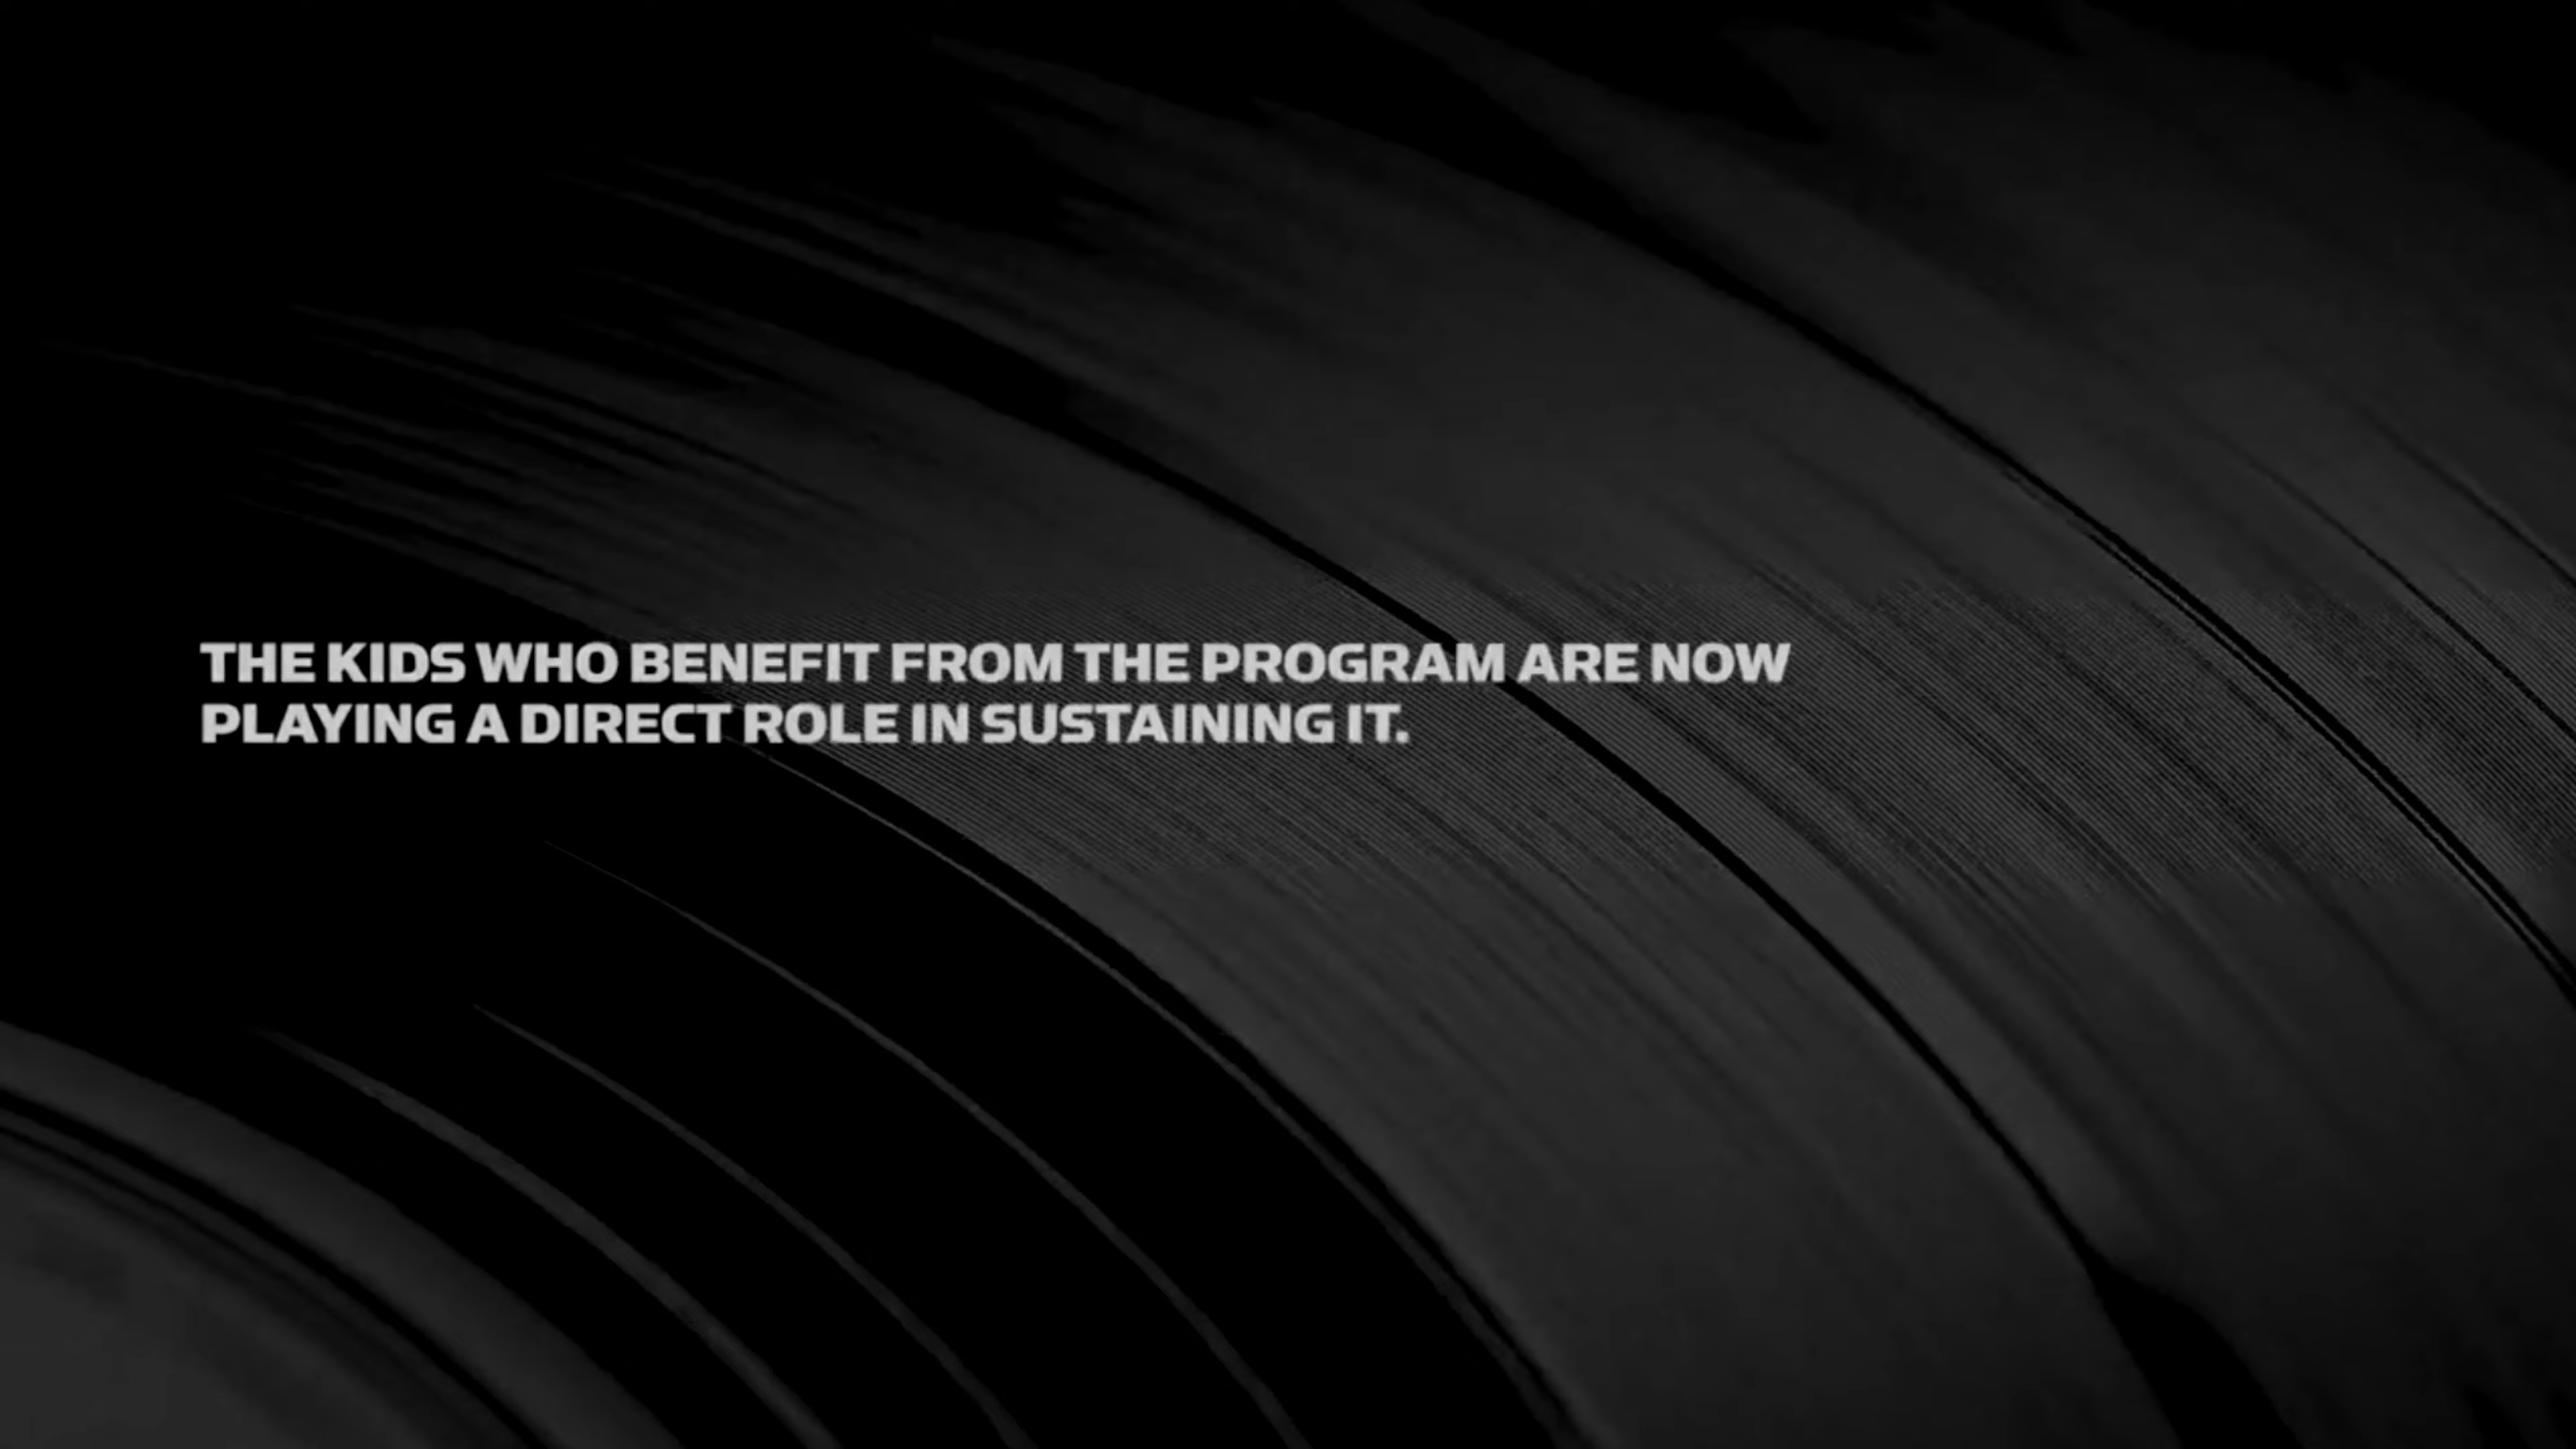 THE KIDS WHO BENEFIT FROM THE PROGRAM ARE NOW
PLAYING A DIRECT ROLE IN SUSTAINING IT.